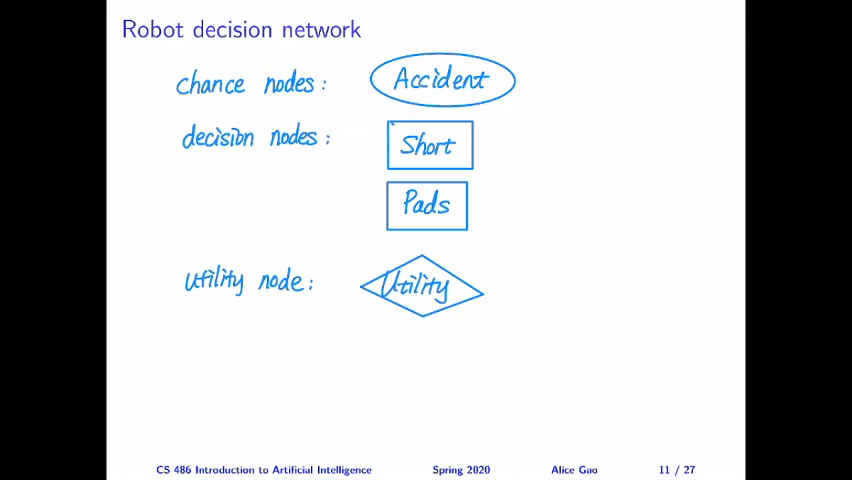 Robot decision network
chance nodes: Accident
decision nodes: Short
Pads
utility node: Utility
CS 486 Introduction to Artificial Intelligence Spring 2020 Alice Gao 11 / 27